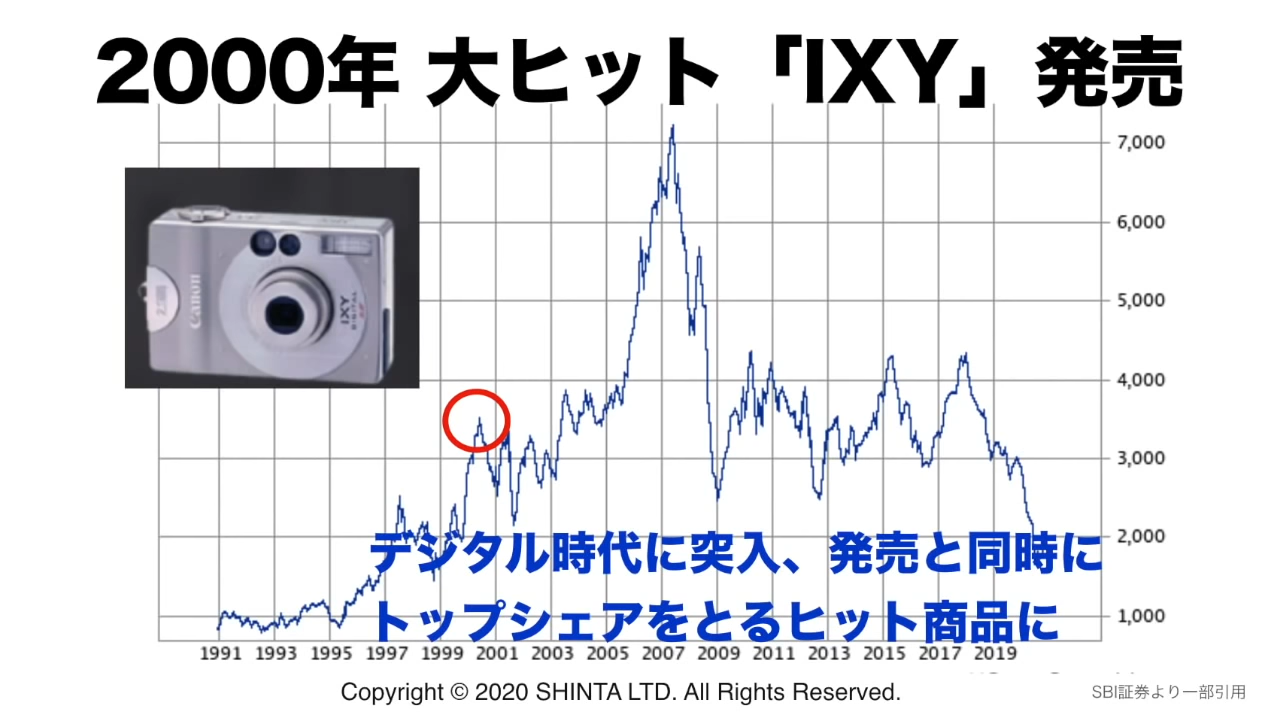 2000年 大ヒット「IXY」発売
7,000
6,000
5,000
4,000
3,000
2,000
1,000
Canon
IXY
DIGITAL
デジタル時代に突入、発売と同時に
トップシェアをとるヒット商品に
1991 1993 1995 1997 1999 2001 2003 2005 2007 2009 2011 2013 2015 2017 2019
Copyright © 2020 SHINTA LTD. All Rights Reserved.
SBI証券より一部引用